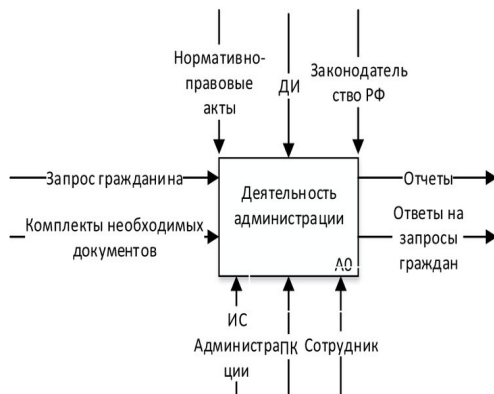 Нормативно-
правовые
акты
ДИ
Законодатель
ство РФ
Запрос гражданина
Комплекты необходимых
документов
Деятельность
администрации
А0
Отчеты
Ответы на
запросы
граждан
ИС
Администра
ции
ПК
Сотрудник